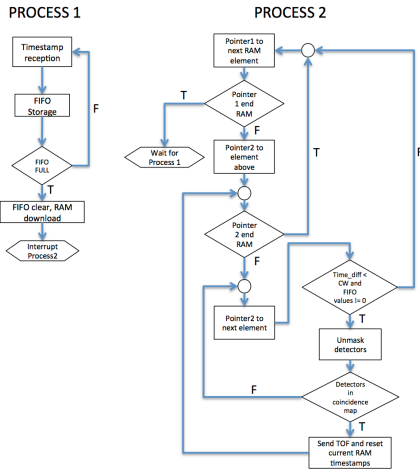 PROCESS 1
Timestamp
reception
FIFO
Storage
F
FIFO
FULL
T
FIFO clear, RAM
download
Interrupt
Process2
PROCESS 2
Pointer1 to
next RAM
element
T
Pointer
1 end
RAM
F
Wait for
Process 1
Pointer2 to
element
above
T
F
Pointer
2 end
RAM
F
Time_diff <
CW and
FIFO
values != 0
Pointer2 to
next element
T
Unmask
detectors
F
Detectors
in
coincidence
map
T
Send TOF and reset
current RAM
timestamps